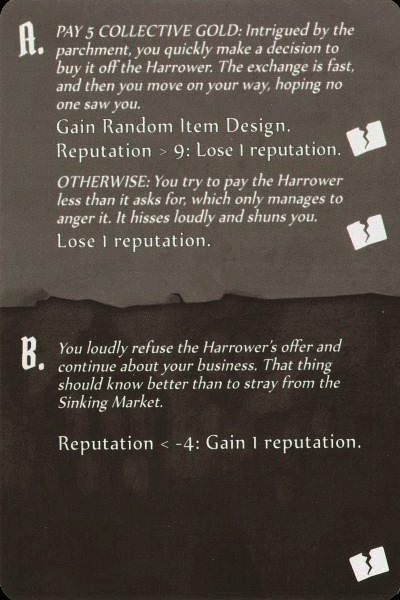 A.
PAY 5 COLLECTIVE GOLD: Intrigued by the
parchment, you quickly make a decision to
buy it off the Harrower. The exchange is fast,
and then you move on your way, hoping no
one saw you.
Gain Random Item Design.
Reputation > 9: Lose 1 reputation.
OTHERWISE: You try to pay the Harrower
less than it asks for, which only manages to
anger it. It hisses loudly and shuns you.
Lose 1 reputation.
B.
You loudly refuse the Harrower's offer and
continue about your business. That thing
should know better than to stray from the
Sinking Market.
Reputation < -4: Gain 1 reputation.